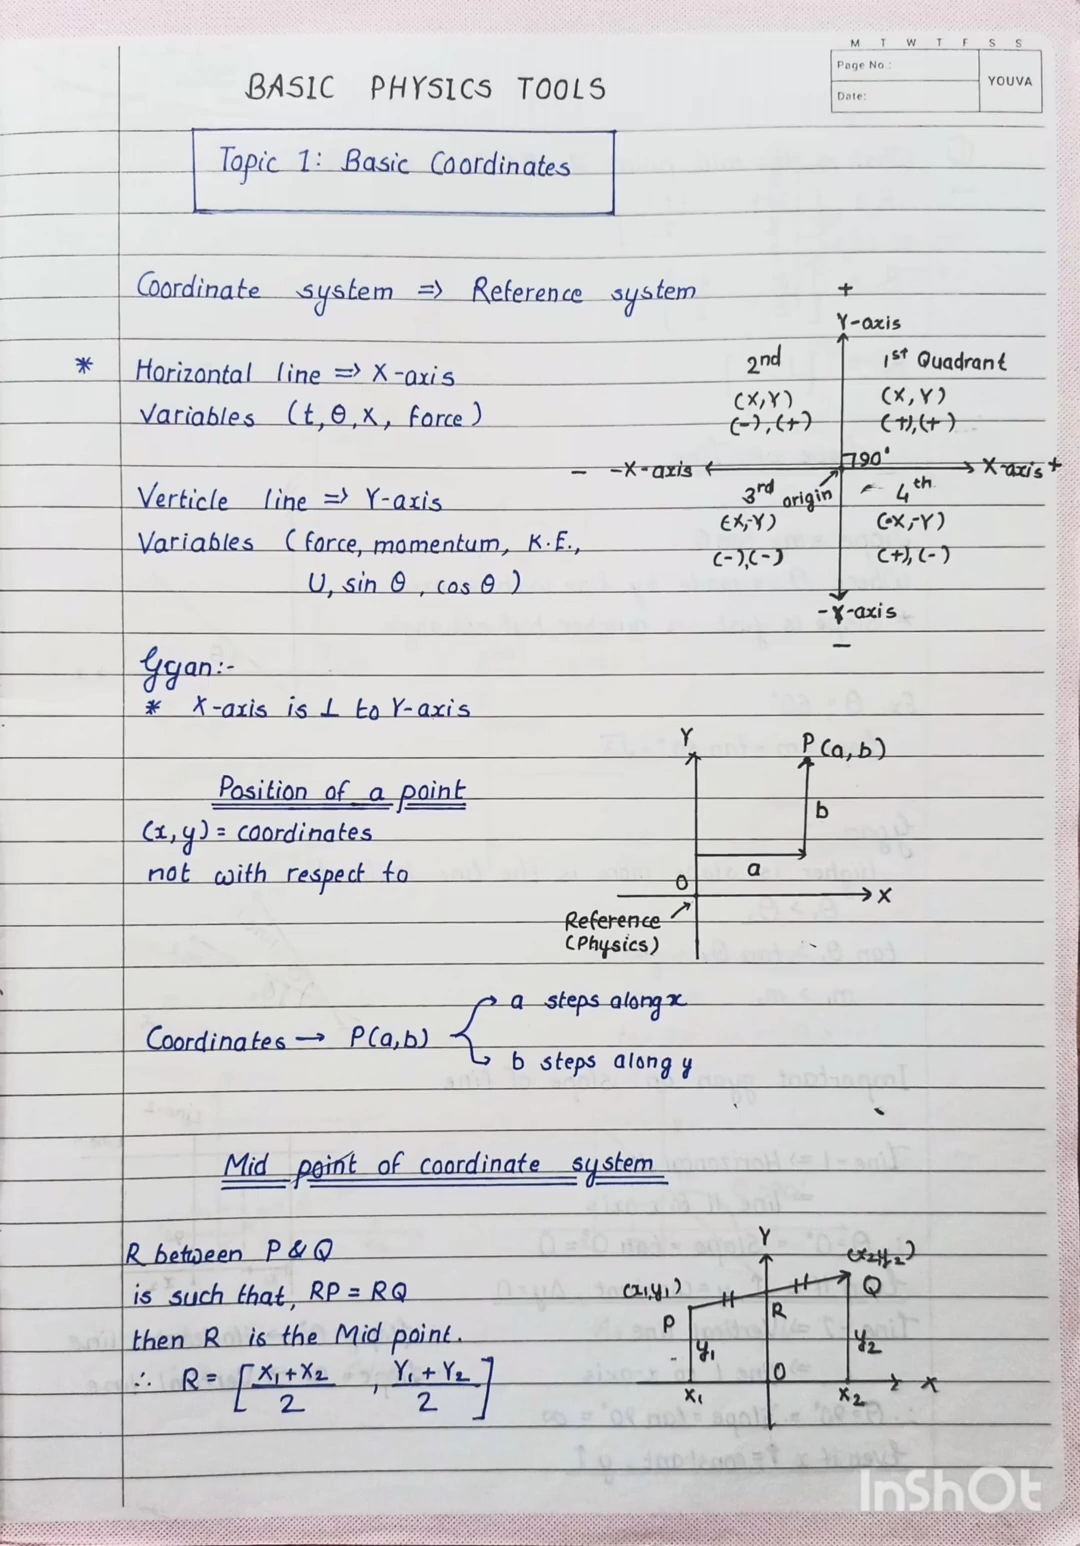 M T W T F S S
Page No.:
Date:
YOUVA
BASIC PHYSICS TOOLS
Topic 1: Basic Coordinates
Coordinate system => Reference system
* Horizontal line => X-axis
Variables (t, θ, X, force)
Verticle line => Y-axis
Variables (force, momentum, K.E.,
U, sin θ, cos θ)
+
Y-axis
2nd
(X,Y)
(-),(+)
1st Quadrant
(X,Y)
(+),(+)
- -X-axis
90°
X-axis +
3rd
origin
(-X,-Y)
(-),(-)
4th
(X,-Y)
(+),(-)
-Y-axis
-
Gyan:-
* X-axis is ⊥ to Y-axis
Position of a point
(x,y) = coordinates
not with respect to
Y
P(a,b)
b
a
O
X
Reference
(Physics)
Coordinates → P(a,b)
a steps along x
b steps along y
Mid point of coordinate system
R between P & Q
is such that, RP = RQ
then R is the Mid point.
∴ R = [X₁+X₂/2 , Y₁+Y₂/2]
Y
(x₂,y₂)
(x₁,y₁)
Q
P
R
y₁
y₂
O
X₁
X₂
X
InShOt